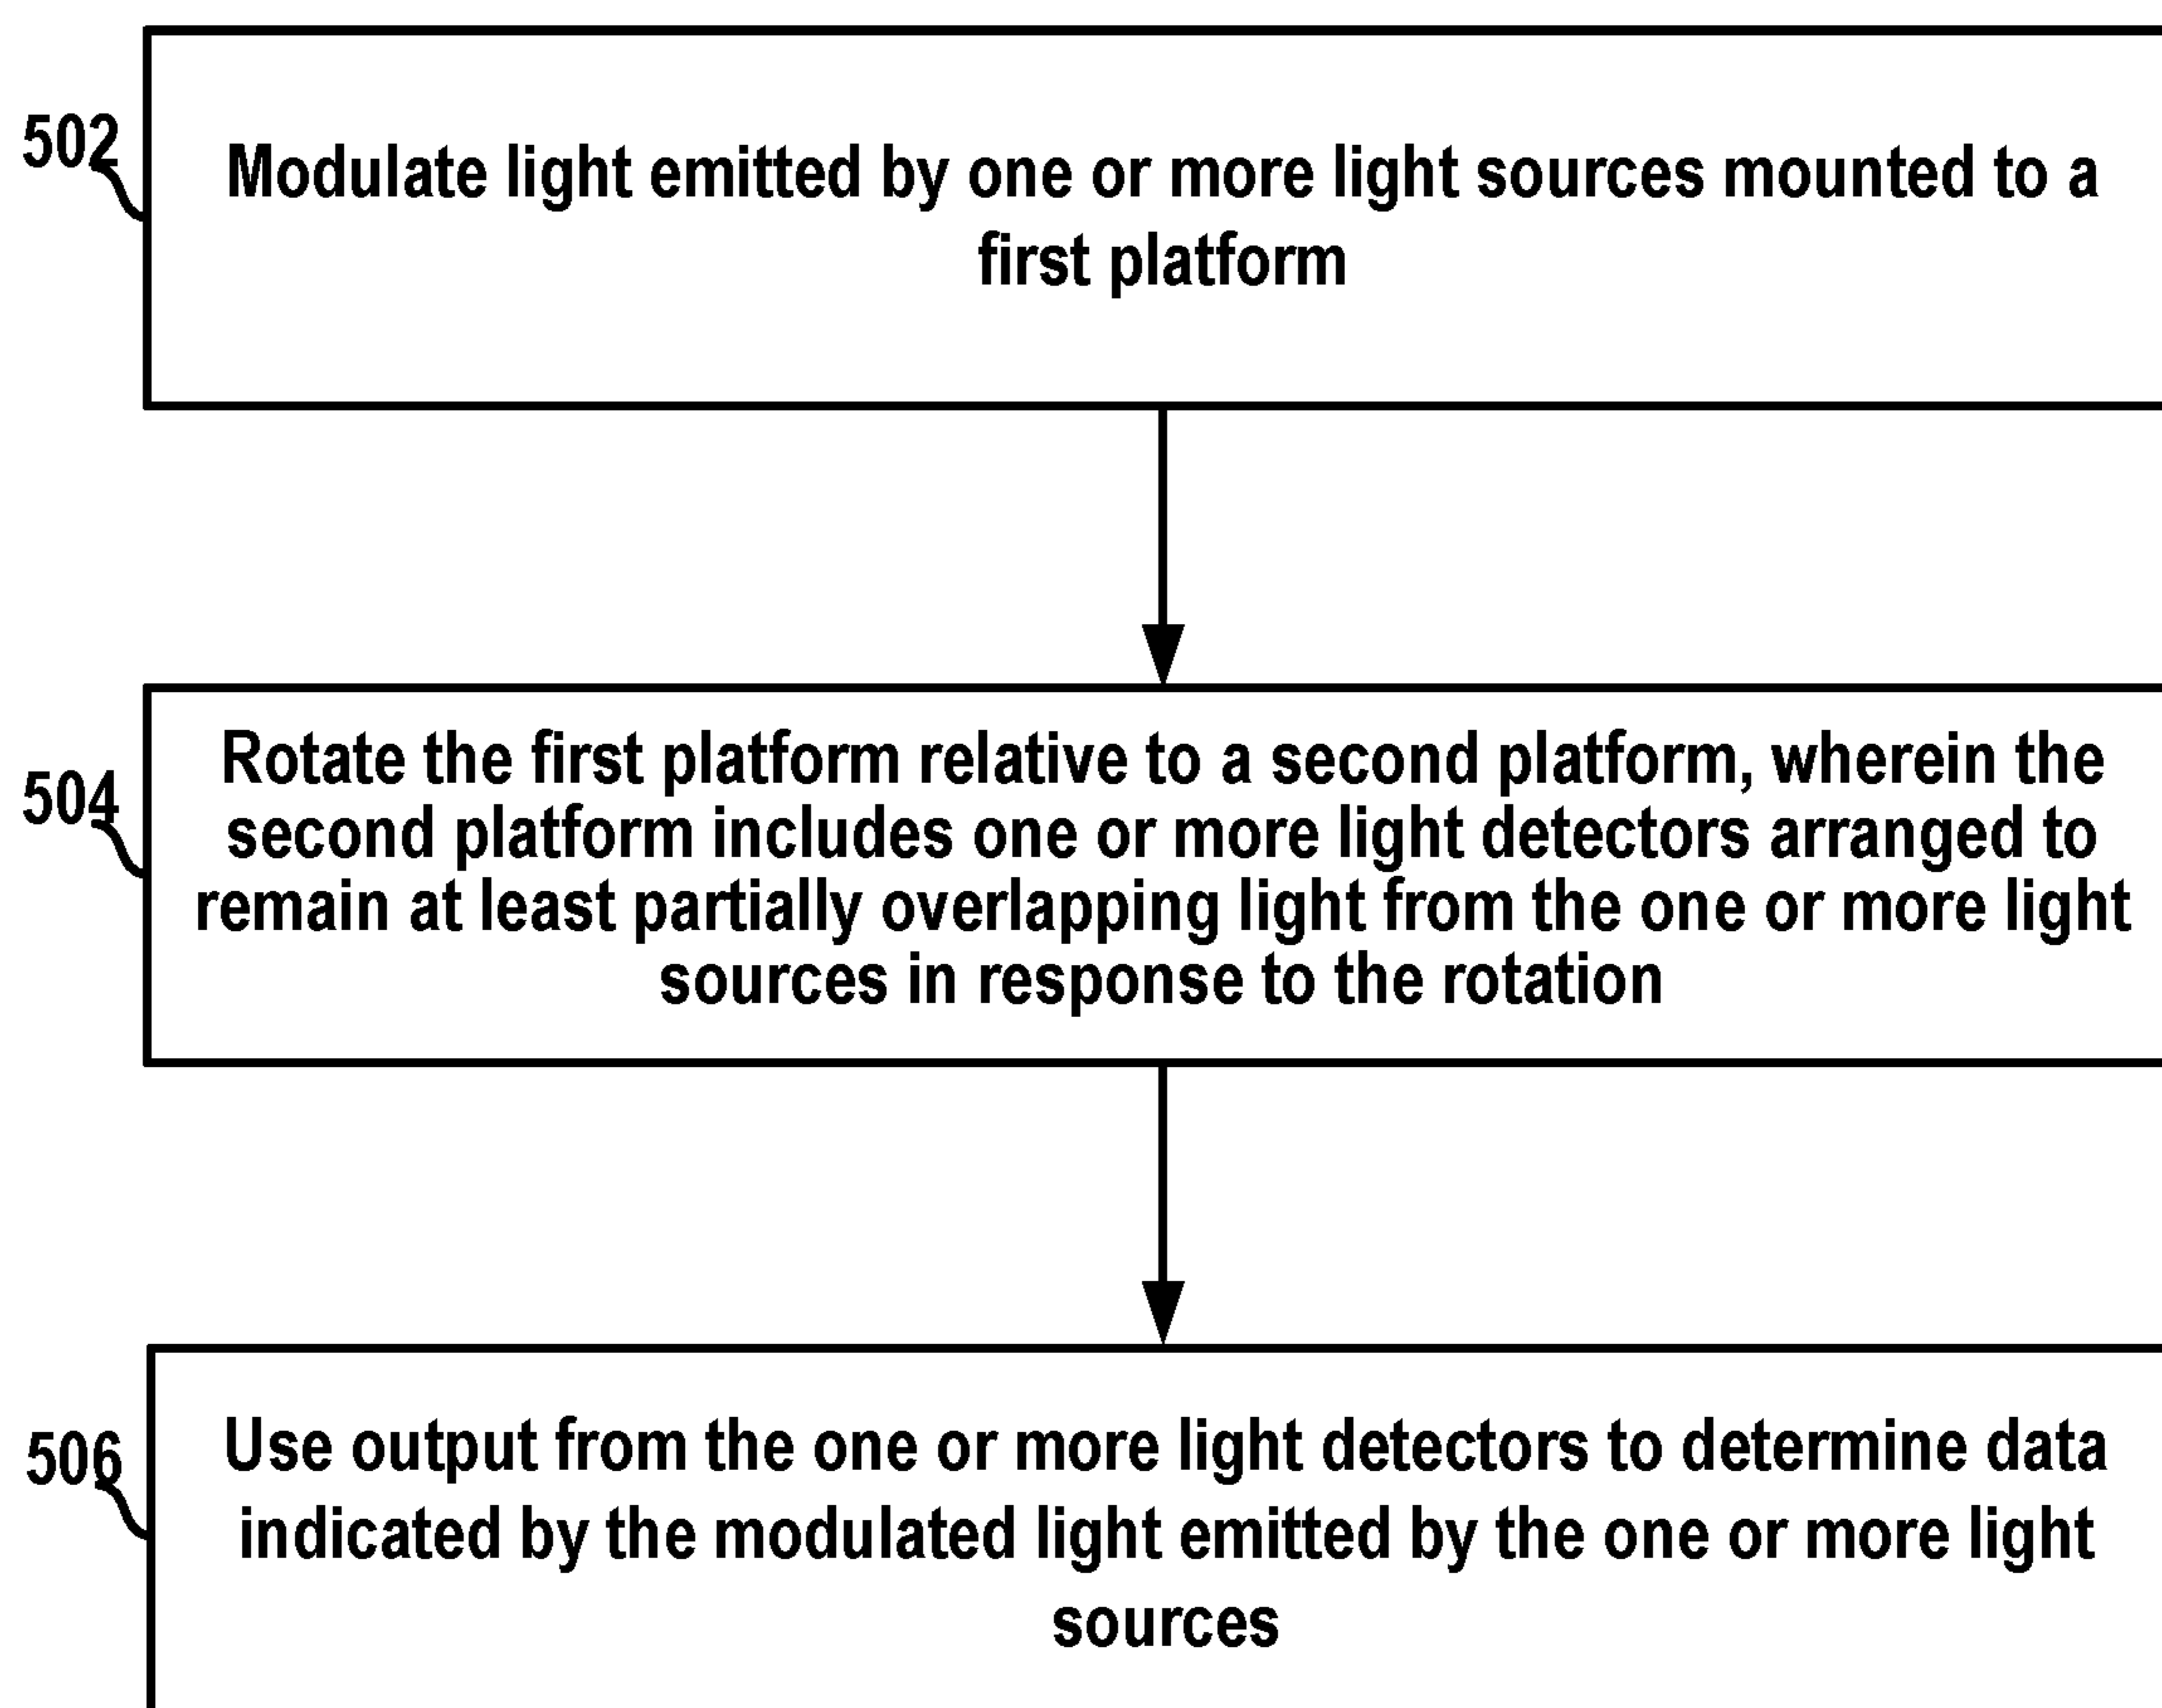 502
Modulate light emitted by one or more light sources mounted to a
first platform
504
Rotate the first platform relative to a second platform, wherein the
second platform includes one or more light detectors arranged to
remain at least partially overlapping light from the one or more light
sources in response to the rotation
506
Use output from the one or more light detectors to determine data
indicated by the modulated light emitted by the one or more light
sources